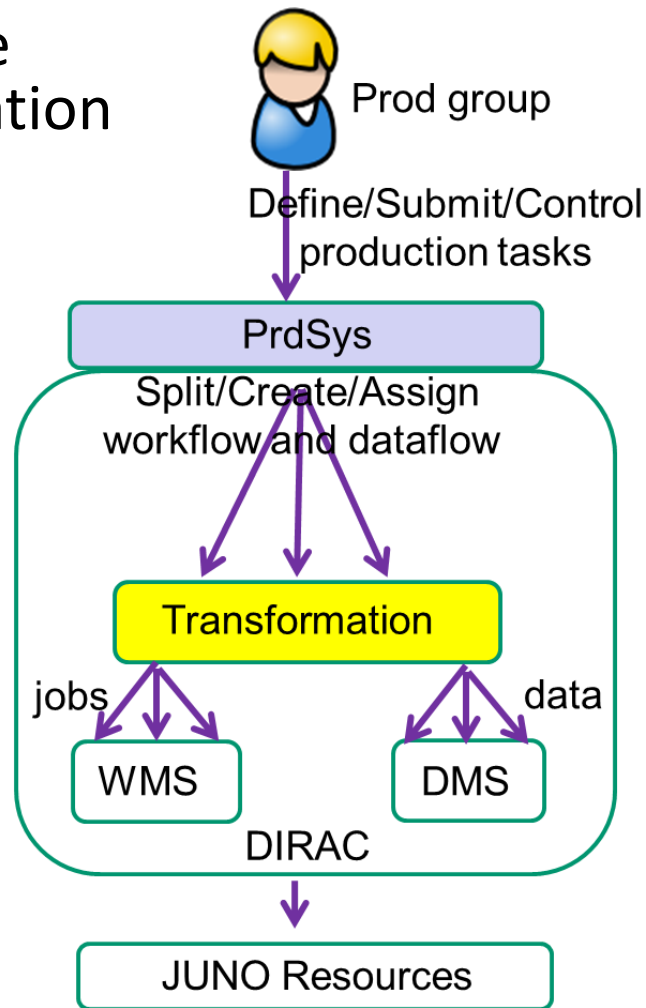 Prod group
Define/Submit/Control
production tasks
PrdSys
Split/Create/Assign
workflow and dataflow
Transformation
jobs
data
WMS
DMS
DIRAC
JUNO Resources